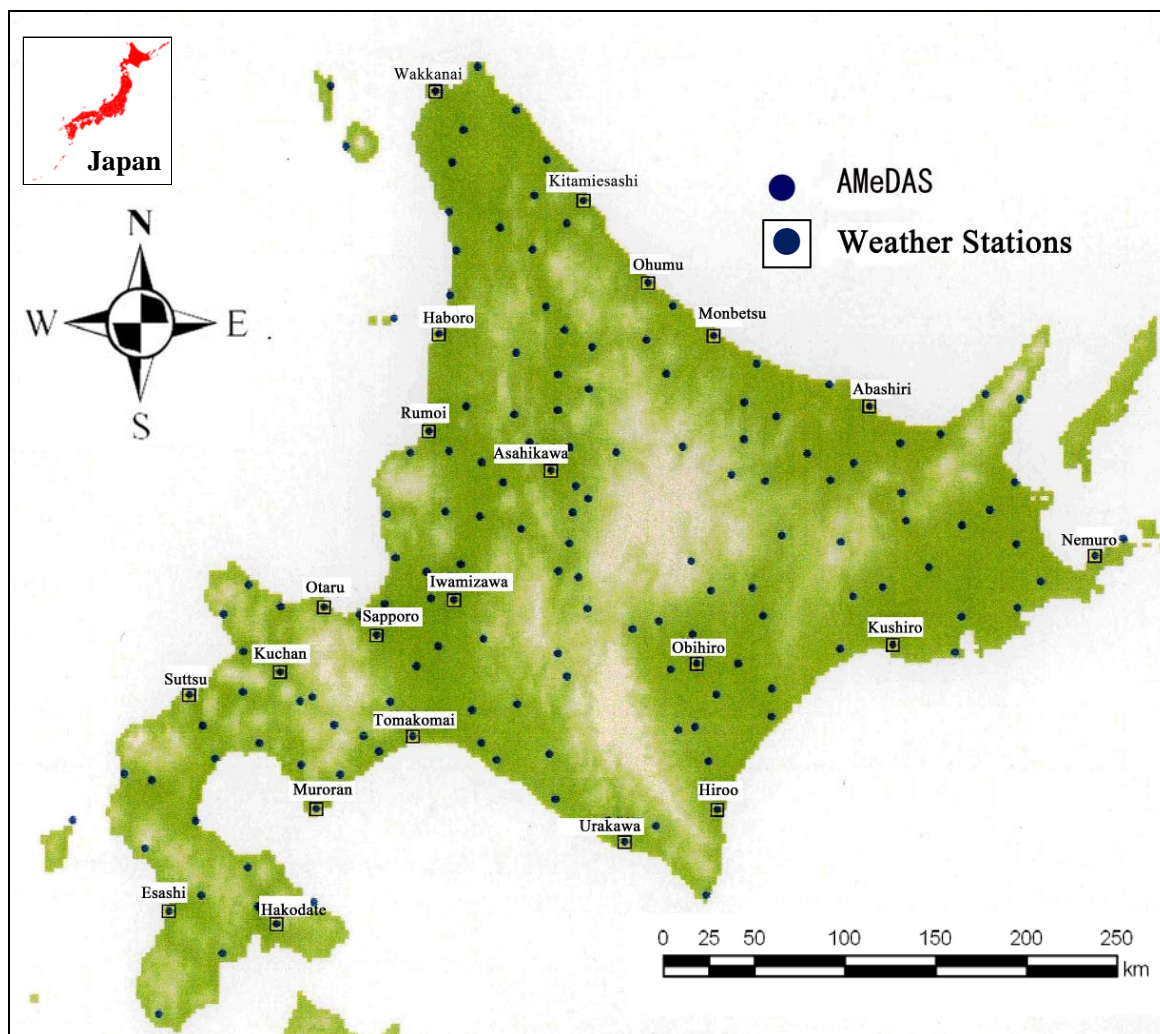 Wakkanai
Japan
Kitamiesashi
AMeDAS
Weather Stations
N
W
E
S
Ohumu
Haboro
Monbetsu
Abashiri
Rumoi
Asahikawa
Nemuro
Iwamizawa
Otaru
Sapporo
Kuchan
Obihiro
Kushiro
Suttsu
Tomakomai
Muroran
Hiroo
Urakawa
Esashi
Hakodate
0 25 50 100 150 200 250
km